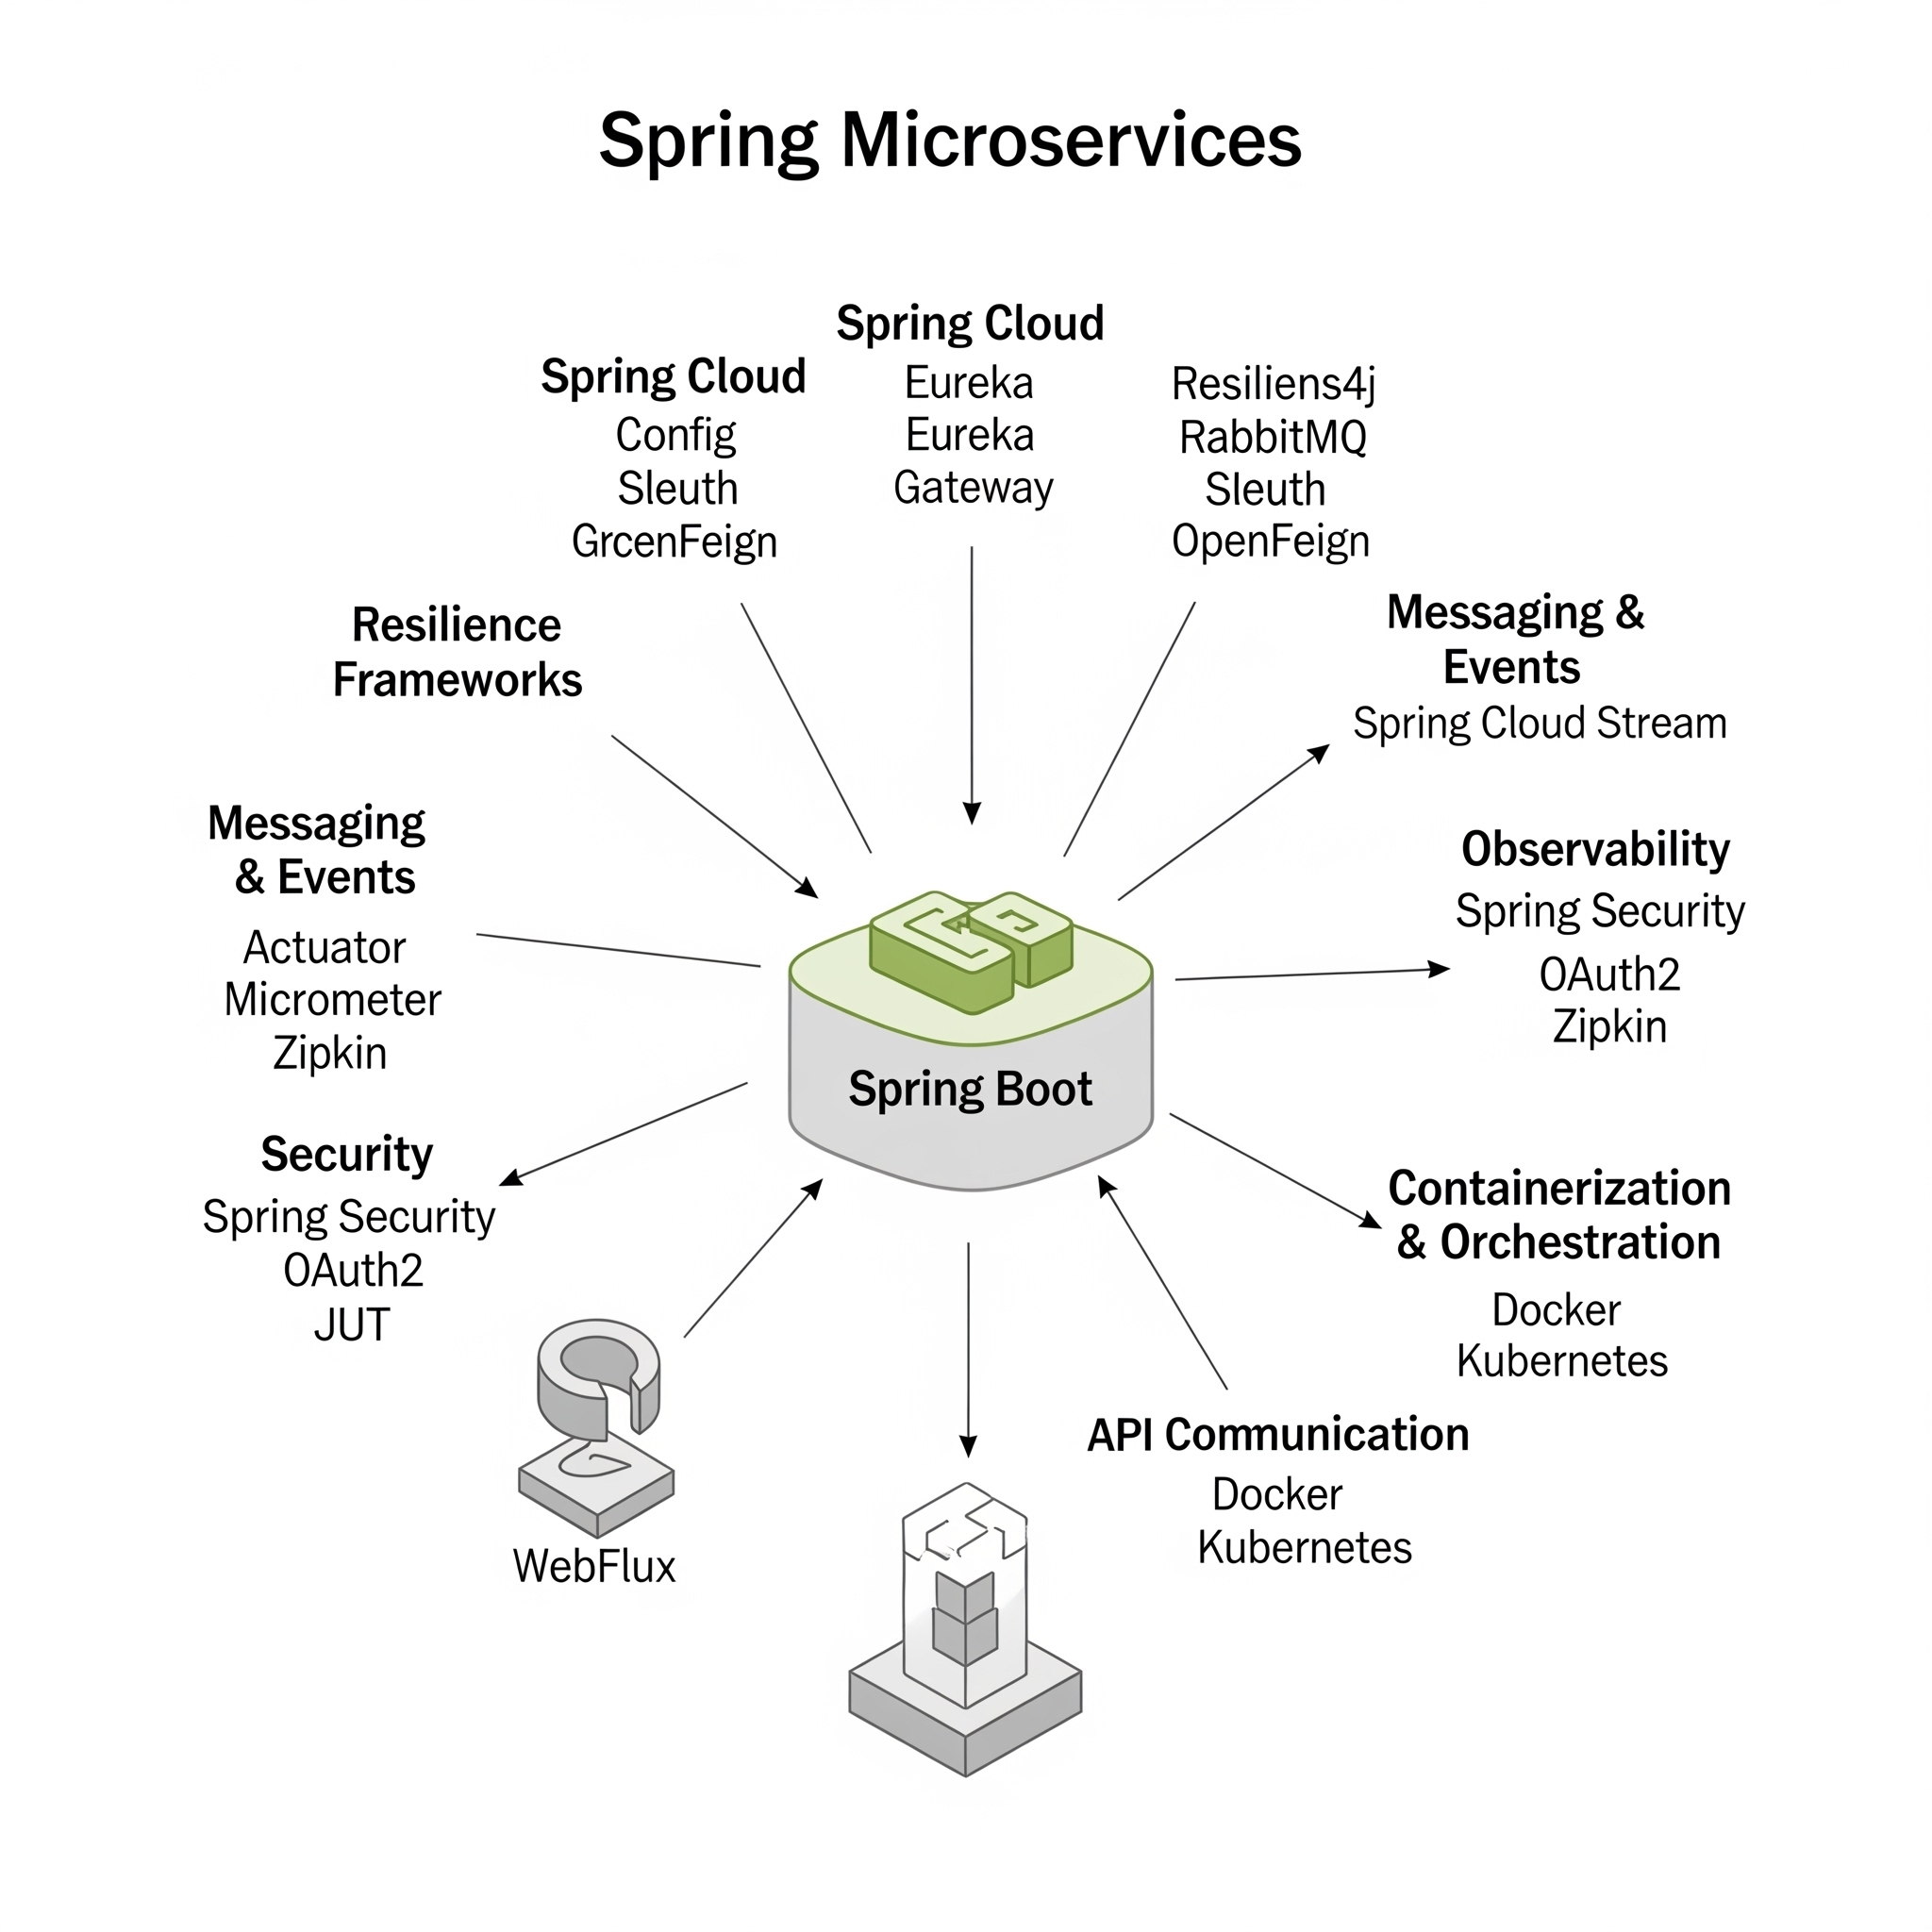 Spring Microservices
Spring Cloud
Config
Sleuth
GrcenFeign
Spring Cloud
Eureka
Eureka
Gateway
Resiliens4j
RabbitMQ
Sleuth
OpenFeign
Resilience
Frameworks
Messaging &
Events
Spring Cloud Stream
Messaging
& Events
Actuator
Micrometer
Zipkin
Observability
Spring Security
OAuth2
Zipkin
Spring Boot
Security
Spring Security
OAuth2
JUT
Containerization
& Orchestration
Docker
Kubernetes
API Communication
Docker
Kubernetes
WebFlux